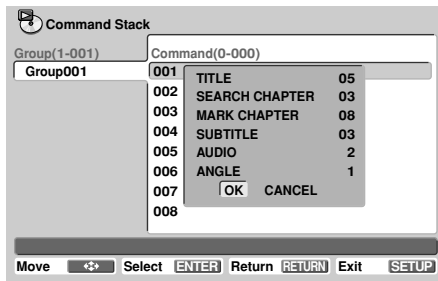 Command Stack
Group(1-001) Command(0-000)
Group001 001
TITLE 05
002 SEARCH CHAPTER 03
003 MARK CHAPTER 08
004 SUBTITLE 03
005 AUDIO 2
006 ANGLE 1
007 OK CANCEL
008
Move Select ENTER Return RETURN Exit SETUP